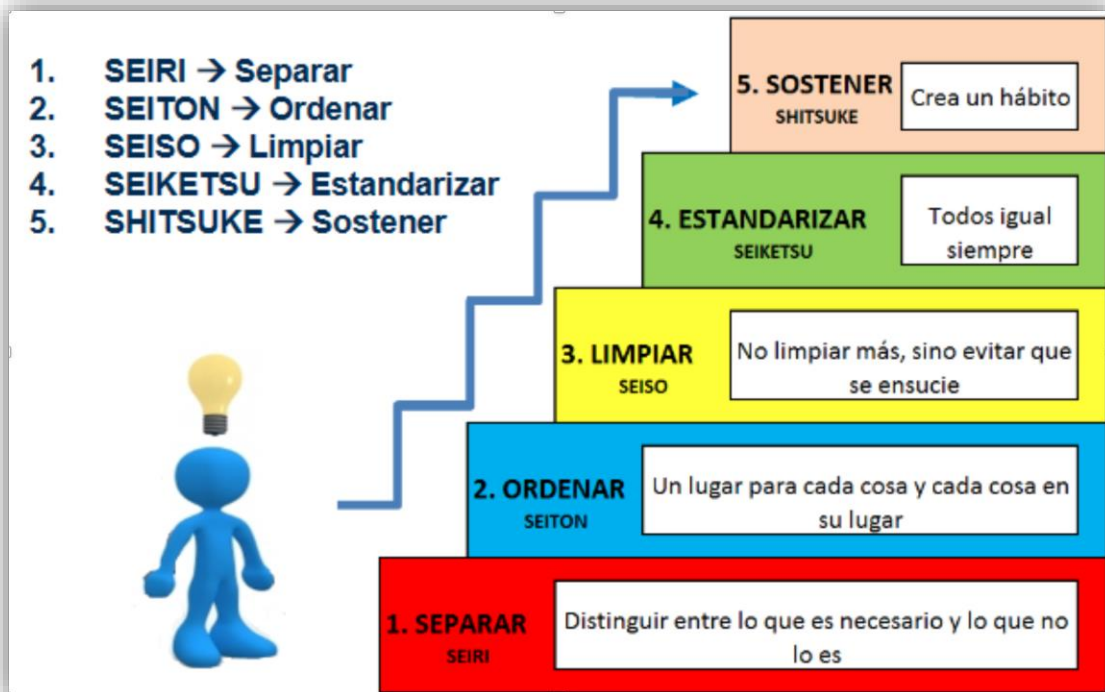 1. SEIRI → Separar
2. SEITON → Ordenar
3. SEISO → Limpiar
4. SEIKETSU → Estandarizar
5. SHITSUKE → Sostener
5. SOSTENER
SHITSUKE
Crea un hábito
4. ESTANDARIZAR
SEIKETSU
Todos igual
siempre
3. LIMPIAR
SEISO
No limpiar más, sino evitar que
se ensucie
2. ORDENAR
SEITON
Un lugar para cada cosa y cada cosa en
su lugar
1. SEPARAR
SEIRI
Distinguir entre lo que es necesario y lo que no
lo es